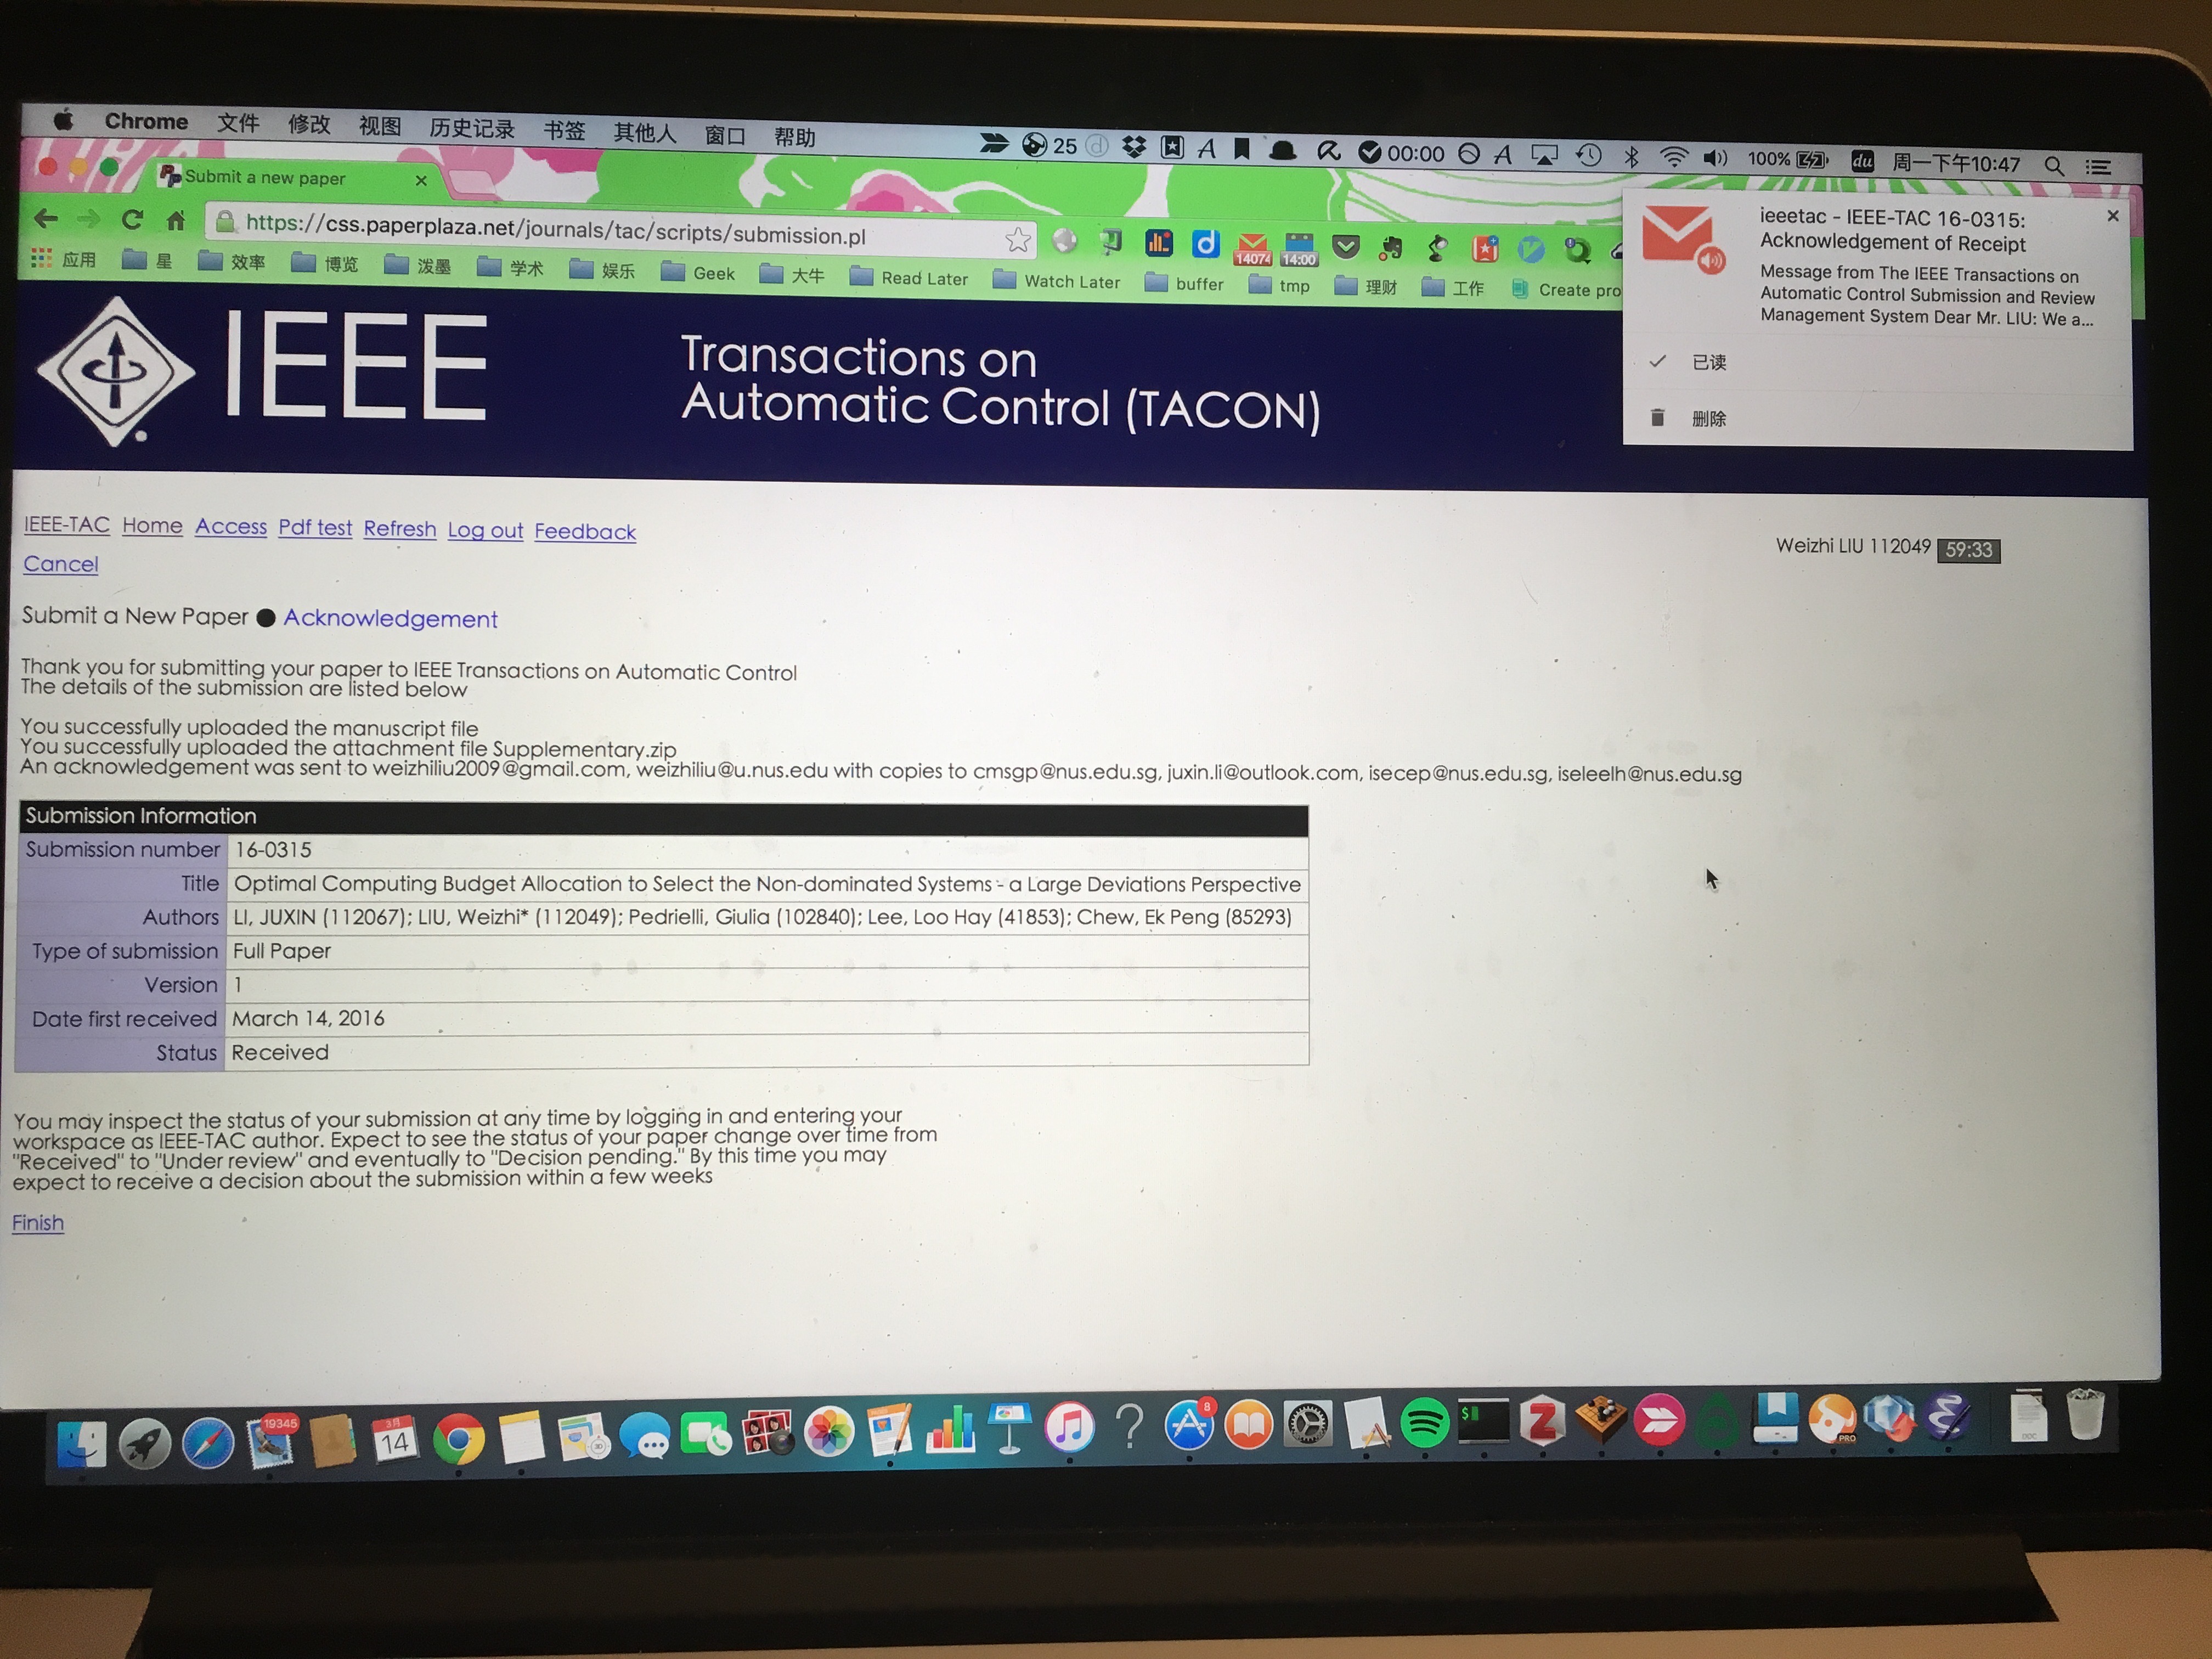 Chrome 文件 修改 视图 历史记录 书签 其他人 窗口 帮助 25 00:00 100% du 周一下午10:47
Submit a new paper
https://css.paperplaza.net/journals/tac/scripts/submission.pl
14074 14:00
应用 星 效率 博览 泼墨 学术 娱乐 Geek 大牛 Read Later Watch Later buffer tmp 理财 工作 Create pro
ieeetac - IEEE-TAC 16-0315:
Acknowledgement of Receipt
Message from The IEEE Transactions on
Automatic Control Submission and Review
Management System Dear Mr. LIU: We a...
已读
删除
IEEE
Transactions on
Automatic Control (TACON)
IEEE-TAC Home Access Pdf test Refresh Log out Feedback
Cancel
Weizhi LIU 112049 59:33
Submit a New Paper ● Acknowledgement
Thank you for submitting your paper to IEEE Transactions on Automatic Control
The details of the submission are listed below
You successfully uploaded the manuscript file
You successfully uploaded the attachment file Supplementary.zip
An acknowledgement was sent to weizhiliu2009@gmail.com, weizhiliu@u.nus.edu with copies to cmsgp@nus.edu.sg, juxin.li@outlook.com, isecep@nus.edu.sg, iseleelh@nus.edu.sg
Submission Information
Submission number 16-0315
Title Optimal Computing Budget Allocation to Select the Non-dominated Systems - a Large Deviations Perspective
Authors LI, JUXIN (112067); LIU, Weizhi* (112049); Pedrielli, Giulia (102840); Lee, Loo Hay (41853); Chew, Ek Peng (85293)
Type of submission Full Paper
Version 1
Date first received March 14, 2016
Status Received
You may inspect the status of your submission at any time by logging in and entering your
workspace as IEEE-TAC author. Expect to see the status of your paper change over time from
"Received" to "Under review" and eventually to "Decision pending." By this time you may
expect to receive a decision about the submission within a few weeks
Finish
19345 3月 14 8 PRO